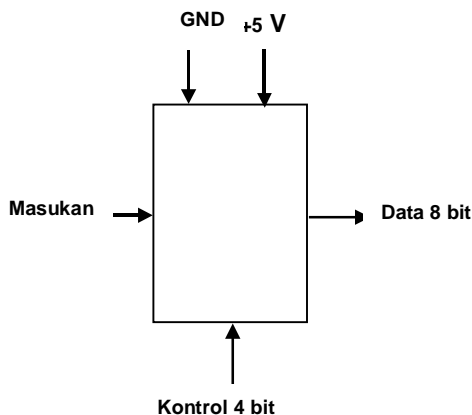 GND +5 V
Masukan
Data 8 bit
Kontrol 4 bit